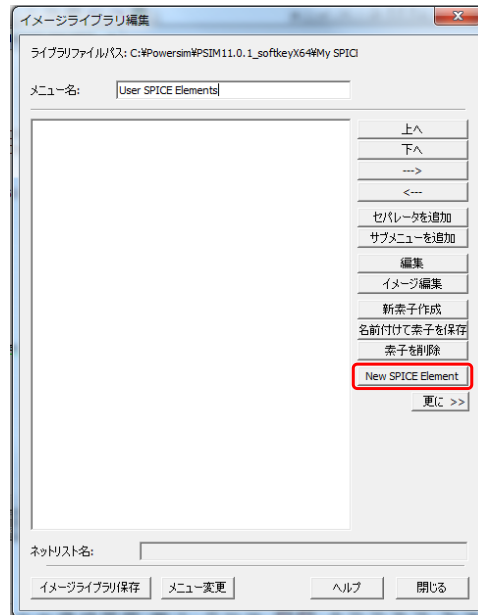 イメージライブラリ編集
ライブラリファイルパス: C:¥Powersim¥PSIM11.0.1_softkeyX64¥My SPICI
メニュー名: User SPICE Elements
上へ
下へ
--->
<---
セパレータを追加
サブメニューを追加
編集
イメージ編集
新素子作成
名前付けて素子を保存
素子を削除
New SPICE Element
更に >>
ネットリスト名:
イメージライブラリ保存 メニュー変更 ヘルプ 閉じる